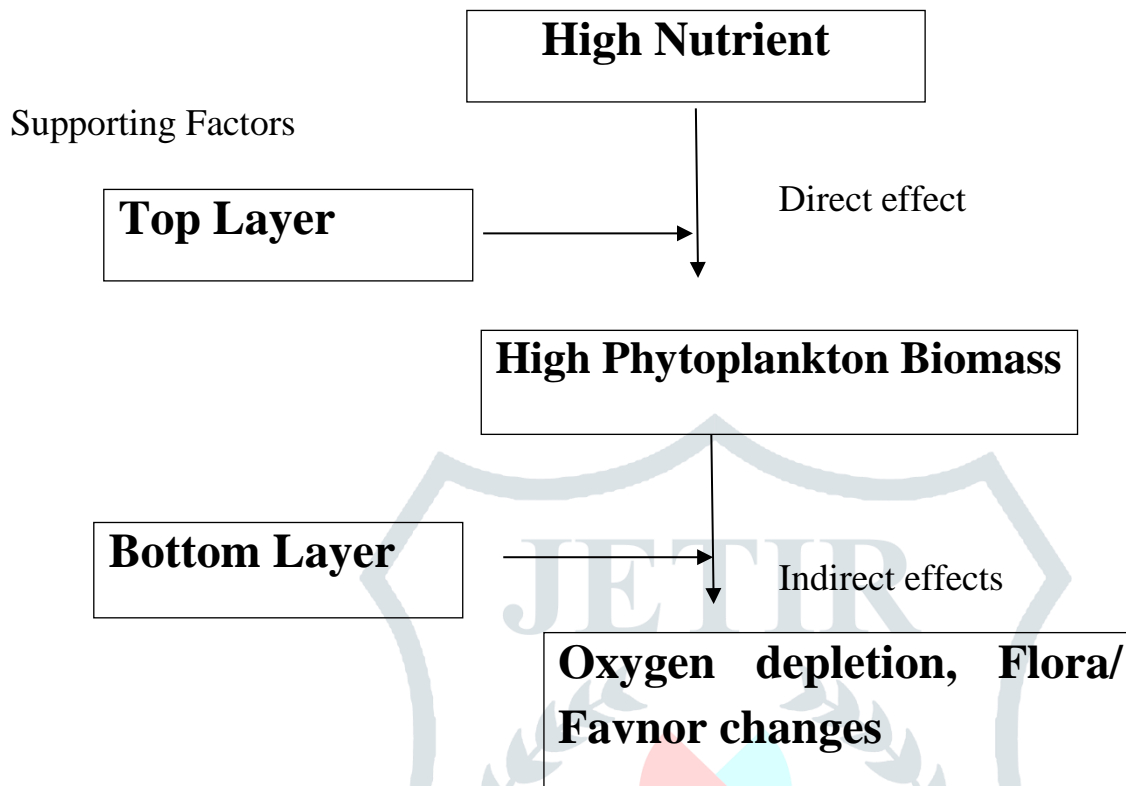 High Nutrient
Supporting Factors
Top Layer
Direct effect
High Phytoplankton Biomass
Bottom Layer
JETIR
Indirect effects
Oxygen depletion, Flora/
Favnor changes